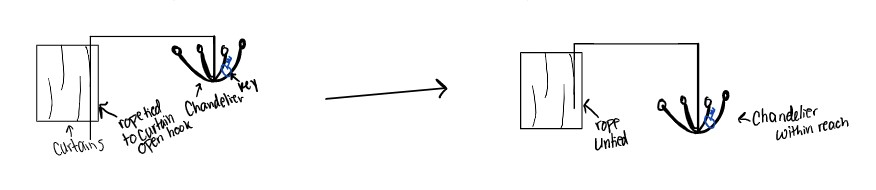 Key
Chandelier
Curtains
rope tied
to curtain
open hook
rope
Untied
Chandelier
within reach